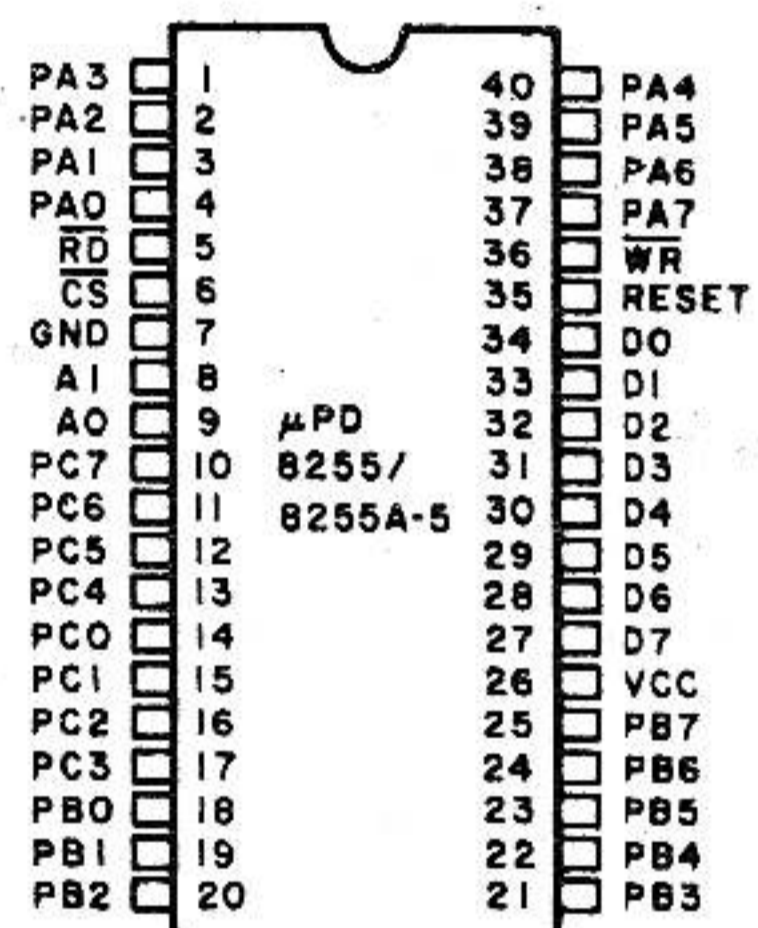 PA3 1 40 PA4
PA2 2 39 PA5
PA1 3 38 PA6
PA0 4 37 PA7
RD 5 36 WR
CS 6 35 RESET
GND 7 34 D0
A1 8 33 D1
A0 9 μPD 32 D2
PC7 10 8255/ 31 D3
PC6 11 8255A-5 30 D4
PC5 12 29 D5
PC4 13 28 D6
PC0 14 27 D7
PC1 15 26 VCC
PC2 16 25 PB7
PC3 17 24 PB6
PB0 18 23 PB5
PB1 19 22 PB4
PB2 20 21 PB3